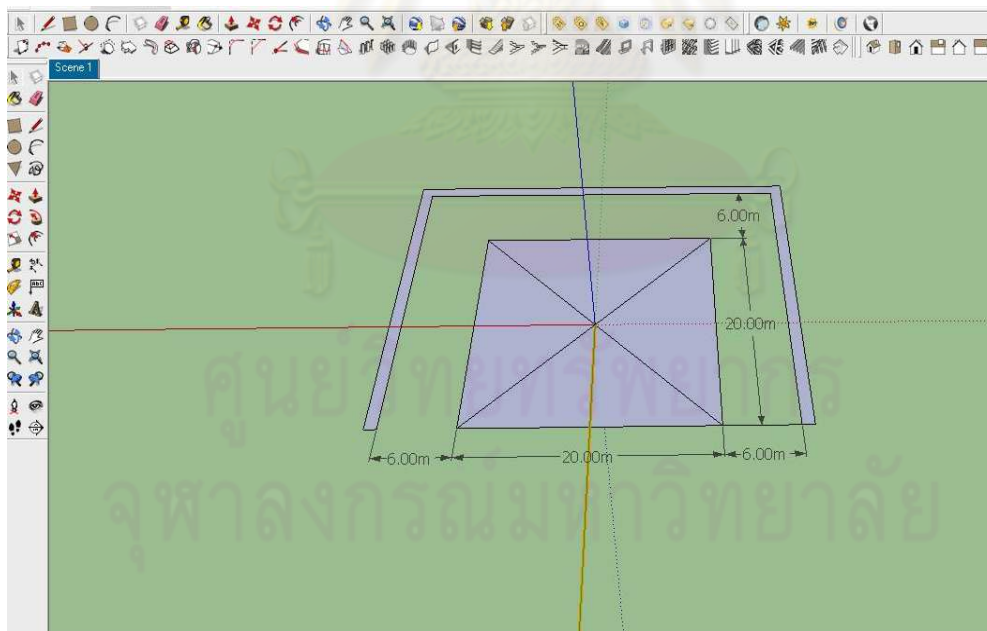 Scene 1
6.00m
20.00m
6.00m
20.00m
6.00m
ศูนย์วิทยทรัพยากร
จุฬาลงกรณ์มหาวิทยาลัย